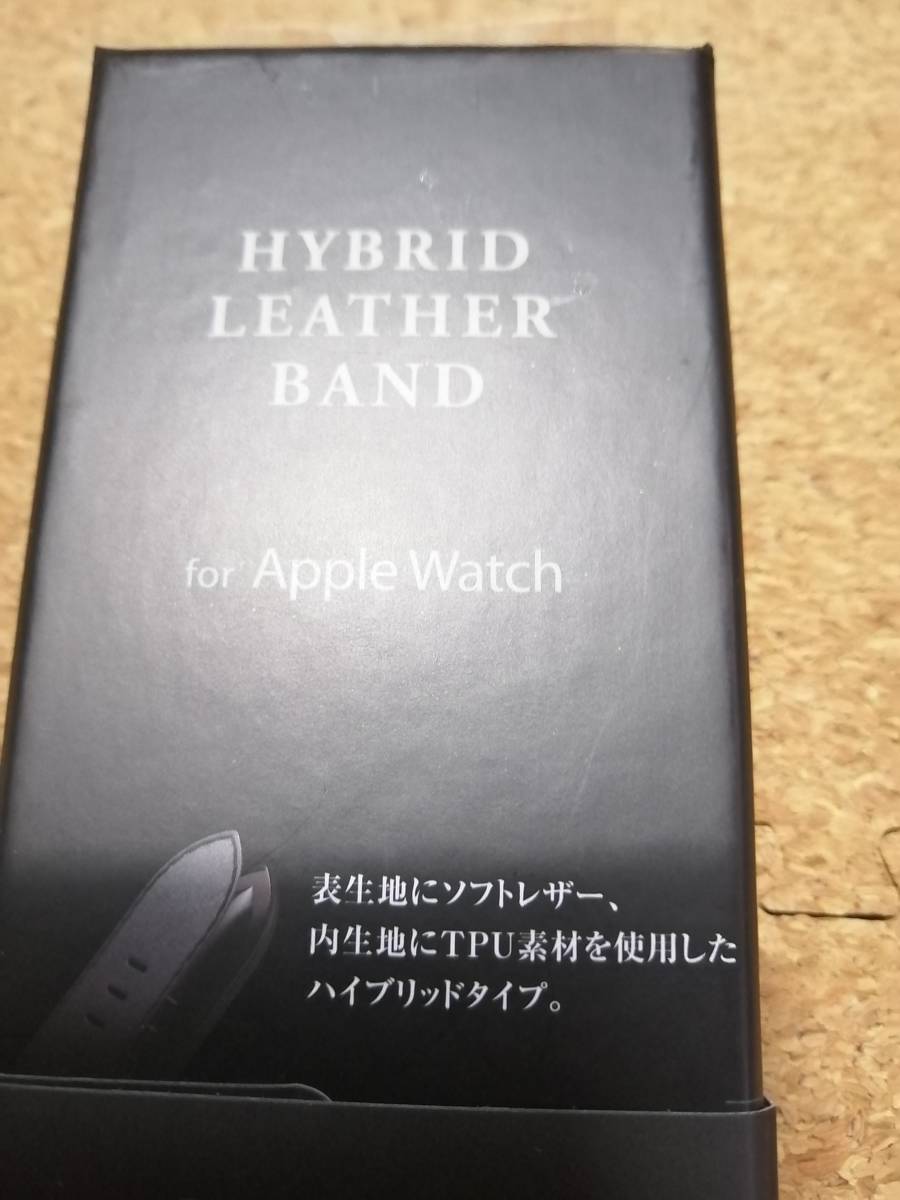 HYBRID
LEATHER
BAND
for Apple Watch
表生地にソフトレザー、
内生地にTPU素材を使用した
ハイブリッドタイプ。